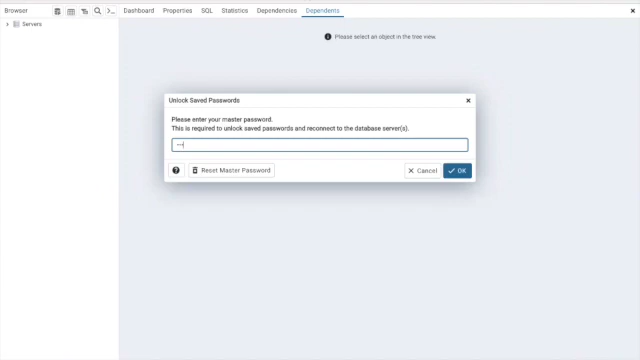 Browser
Dashboard Properties SQL Statistics Dependencies Dependents
Servers
Please select an object in the tree view.
Unlock Saved Passwords
Please enter your master password.
This is required to unlock saved passwords and reconnect to the database server(s).
Reset Master Password
Cancel
OK